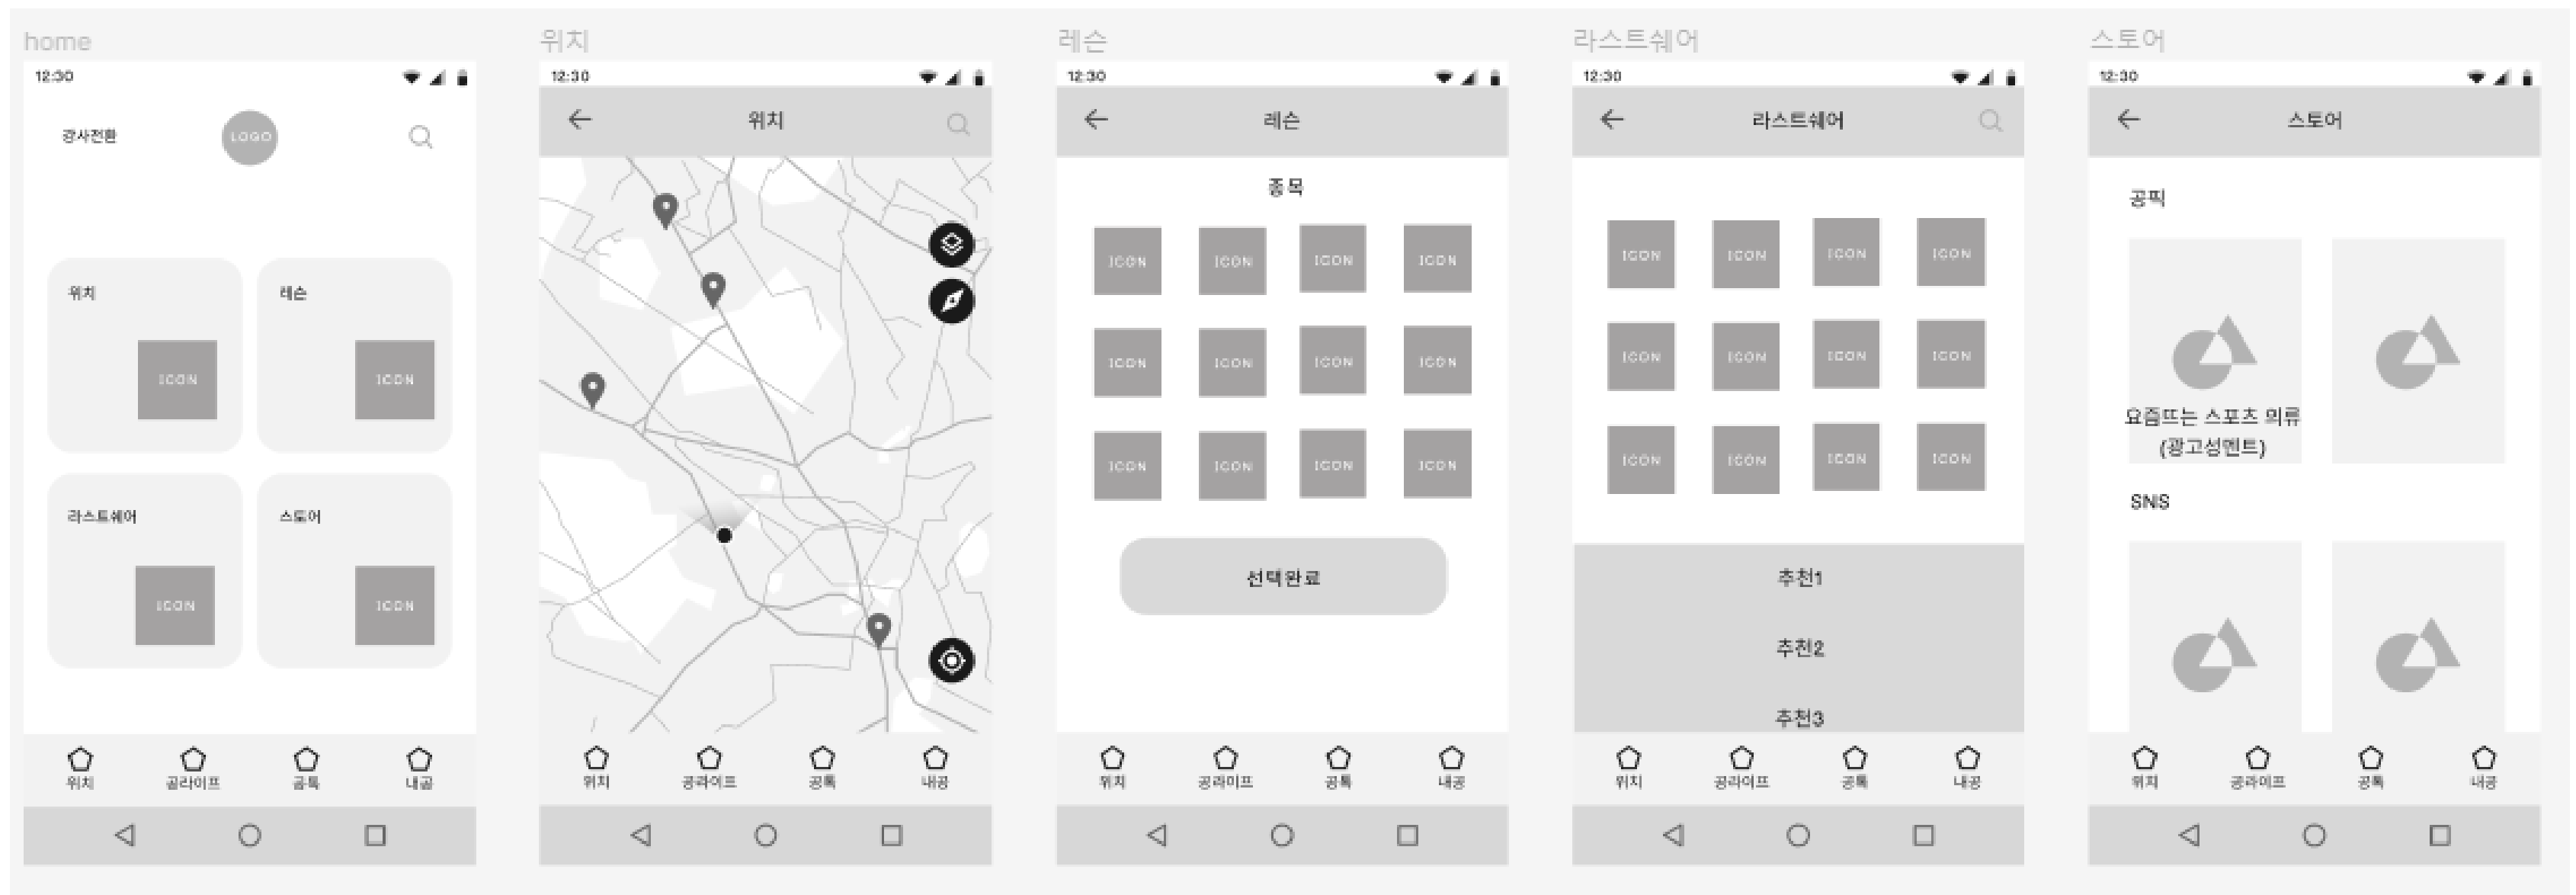 home
12:30
강사전환
LOGO
위치
레슨
ICON
ICON
라스트쉐어
스토어
ICON
ICON
위치
공라이프
공톡
내공
위치
12:30
위치
위치
공라이프
공톡
내공
레슨
12:30
레슨
종목
ICON ICON ICON ICON
ICON ICON ICON ICON
ICON ICON ICON ICON
선택완료
위치
공라이프
공톡
내공
라스트쉐어
12:30
라스트쉐어
ICON ICON ICON ICON
ICON ICON ICON ICON
ICON ICON ICON ICON
추천1
추천2
추천3
위치
공라이프
공톡
내공
스토어
12:30
스토어
공픽
요즘뜨는 스포츠 의류
(광고성멘트)
SNS
위치
공라이프
공톡
내공